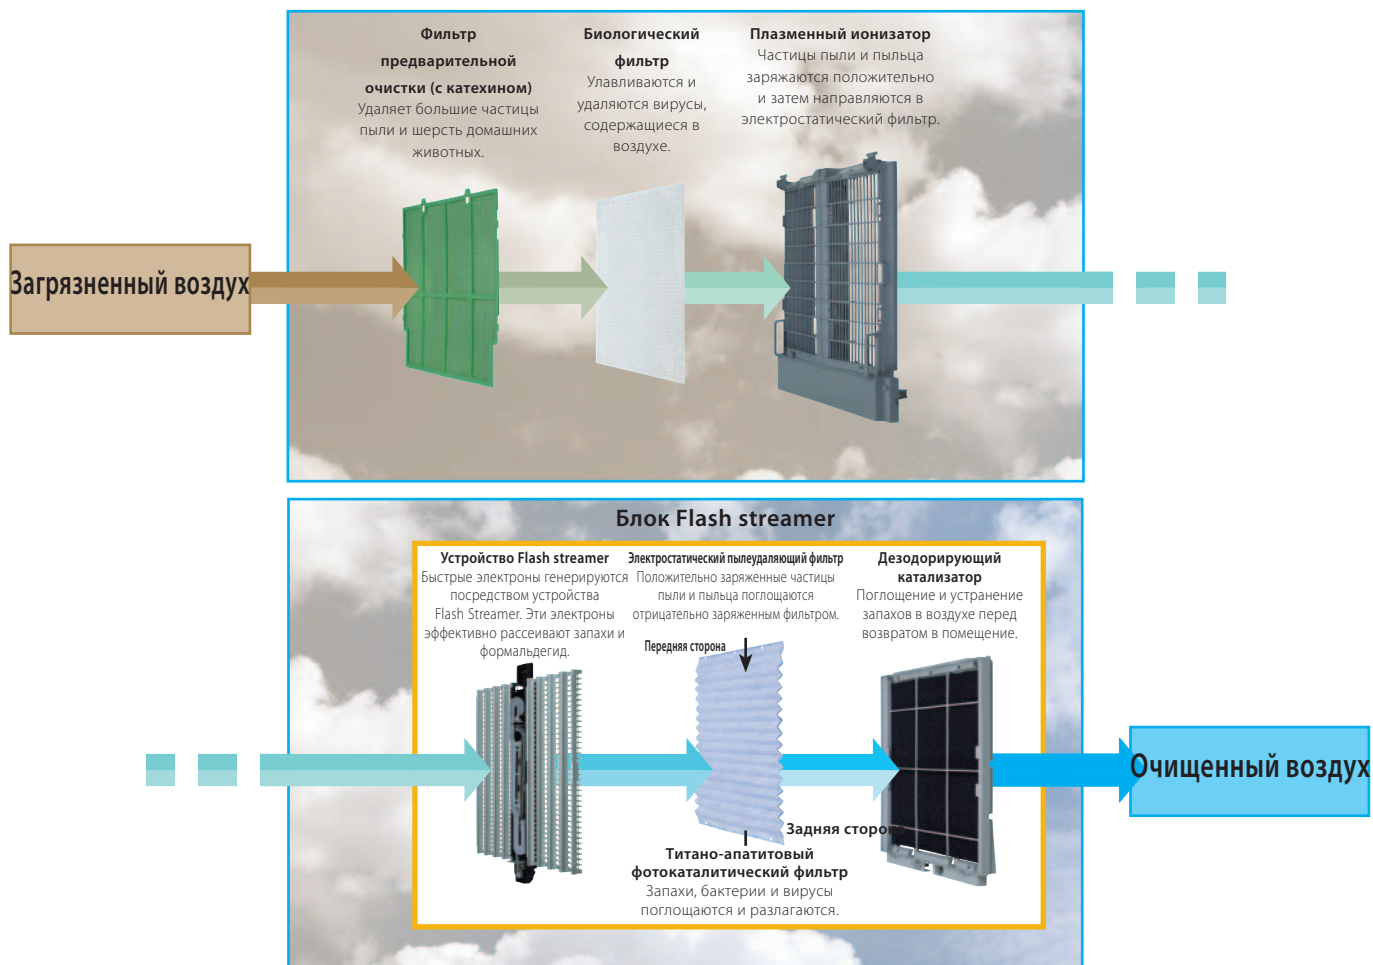 Фильтр
предварительной
очистки (с катехином)
Удаляет большие частицы
пыли и шерсть домашних
животных.
Биологический
фильтр
Улавливаются и
удаляются вирусы,
содержащиеся в
воздухе.
Плазменный ионизатор
Частицы пыли и пыльца
заряжаются положительно
и затем направляются в
электростатический фильтр.
Загрязненный воздух
Блок Flash streamer
Устройство Flash streamer
Быстрые электроны генерируются
посредством устройства
Flash Streamer. Эти электроны
эффективно рассеивают запахи и
формальдегид.
Электростатический пылеудаляющий фильтр
Положительно заряженные частицы
пыли и пыльца поглощаются
отрицательно заряженным фильтром.
Передняя сторона
Дезодорирующий
катализатор
Поглощение и устранение
запахов в воздухе перед
возвратом в помещение.
Очищенный воздух
Задняя сторона
Титано-апатитовый
фотокаталитический фильтр
Запахи, бактерии и вирусы
поглощаются и разлагаются.